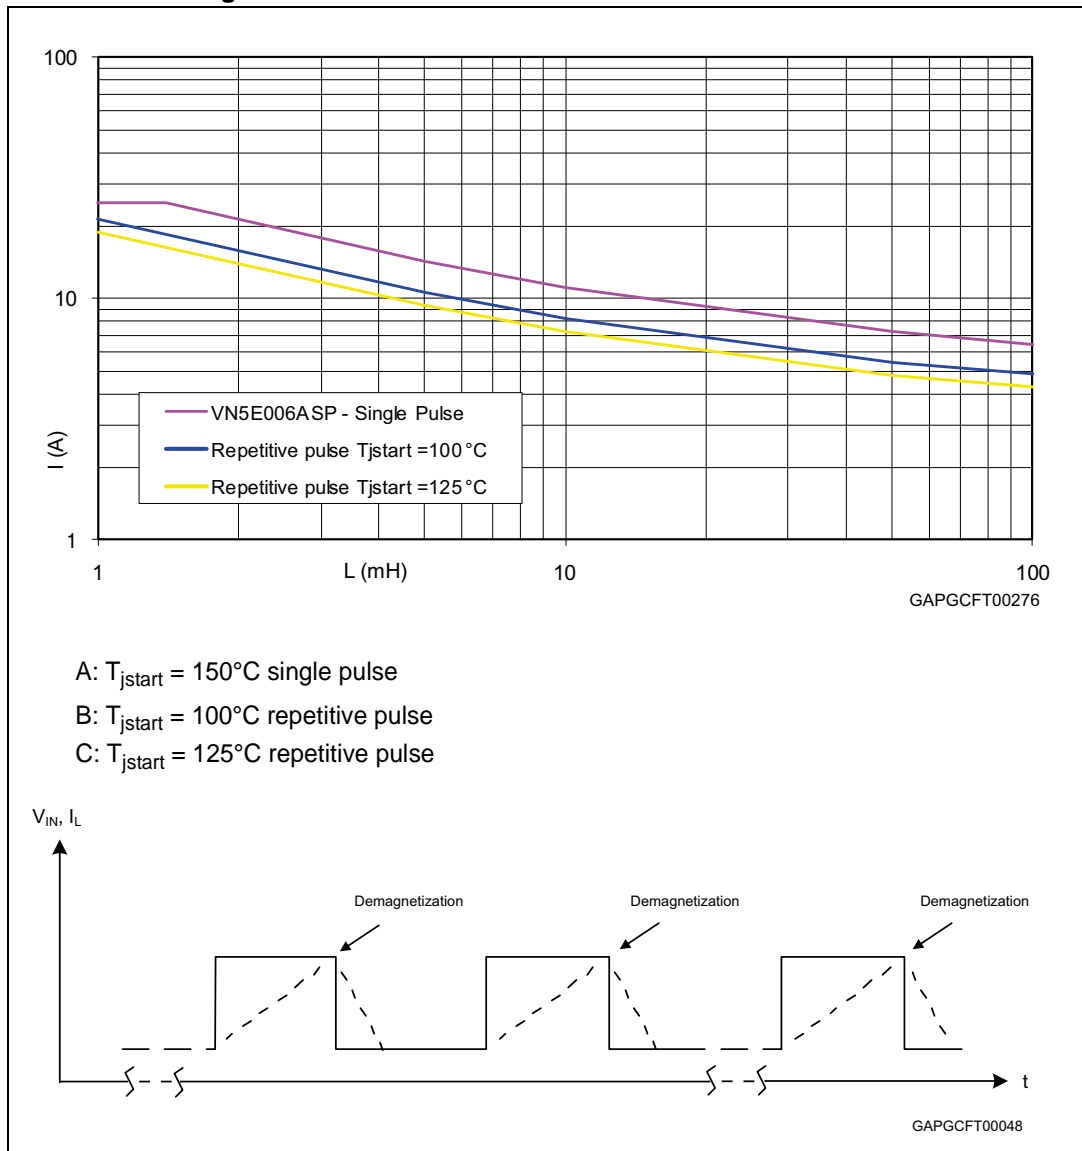 100
10
1
I (A)
VN5E006ASP - Single Pulse
Repetitive pulse Tjstart =100°C
Repetitive pulse Tjstart =125°C
1 L (mH) 10 100
GAPGCFT00276
A: Tjstart = 150°C single pulse
B: Tjstart = 100°C repetitive pulse
C: Tjstart = 125°C repetitive pulse
VIN, IL
Demagnetization Demagnetization Demagnetization
t
GAPGCFT00048